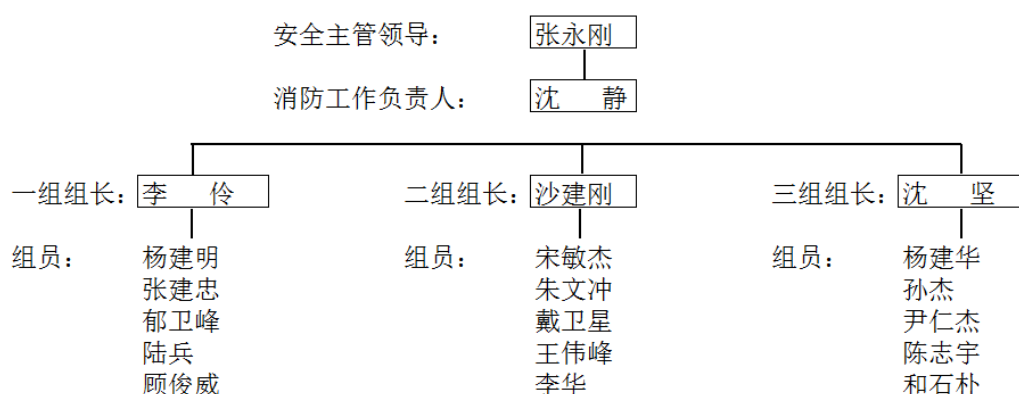 安全主管领导： 张永刚
消防工作负责人： 沈 静
一组组长： 李 伶 二组组长： 沙建刚 三组组长： 沈 坚
组员： 杨建明 组员： 宋敏杰 组员： 杨建华
张建忠 朱文冲 孙杰
郁卫峰 戴卫星 尹仁杰
陆兵 王伟峰 陈志宇
顾俊威 李华 和石朴